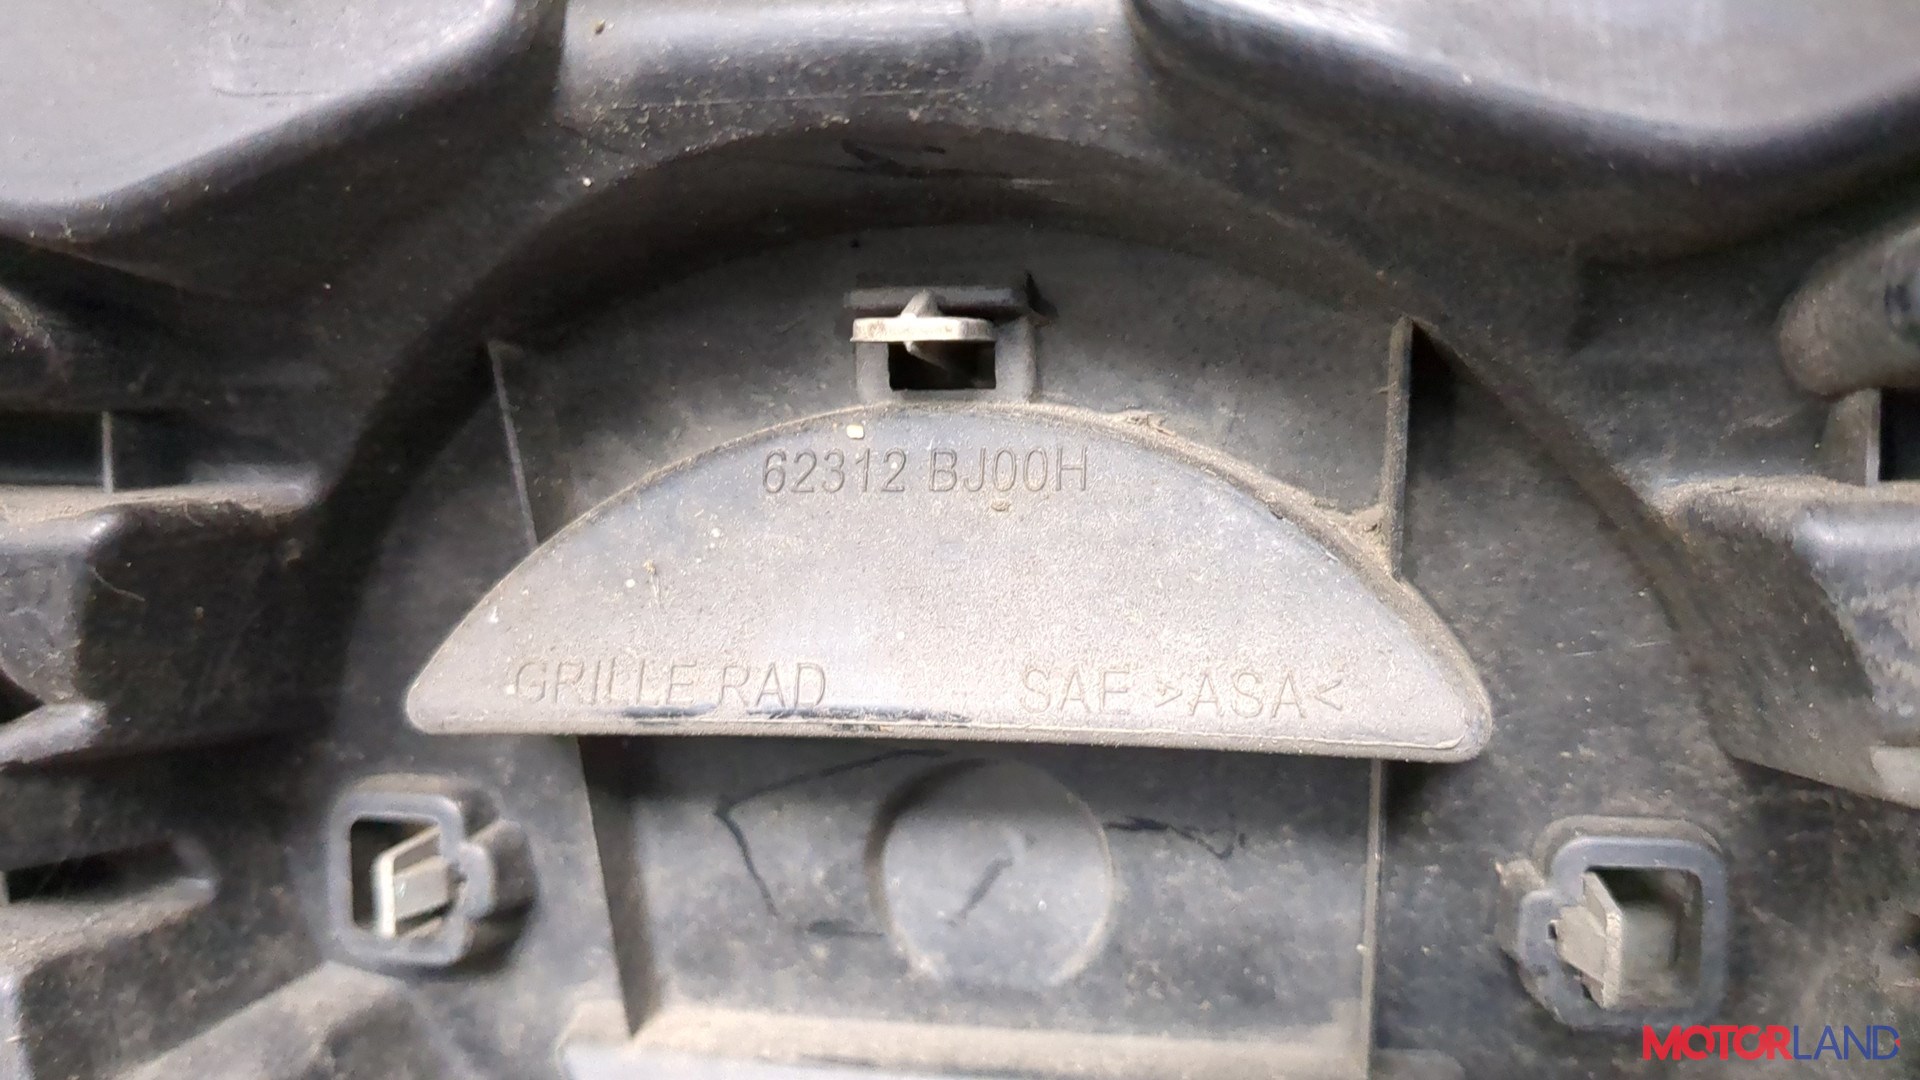 62312 BJ00H
GRILLE RAD SAE >ASA<
MOTORLAND